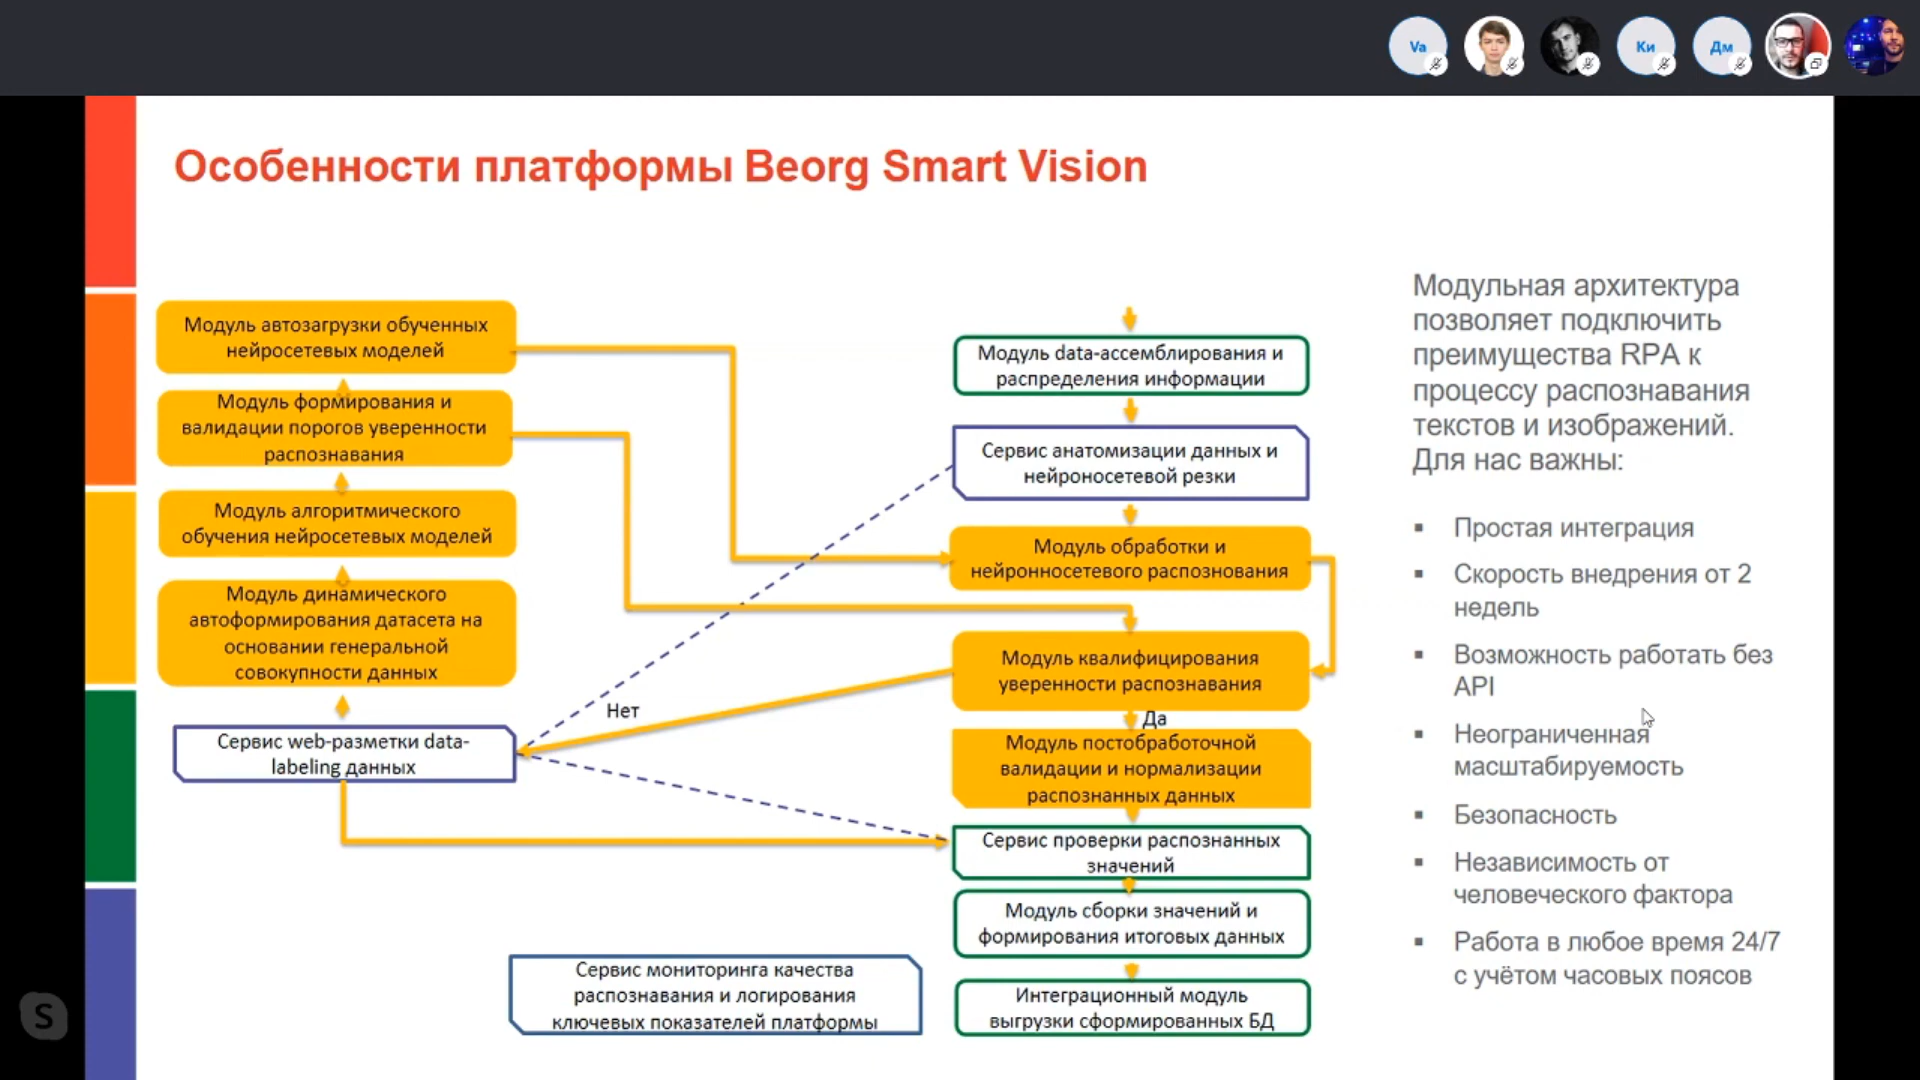 Va
Ки
Дм
Особенности платформы Beorg Smart Vision
Модуль автозагрузки обученных
нейросетевых моделей
Модуль формирования и
валидации порогов уверенности
распознавания
Модуль алгоритмического
обучения нейросетевых моделей
Модуль динамического
автоформирования датасета на
основании генеральной
совокупности данных
Сервис web-разметки data-
labeling данных
Нет
Модуль data-ассемблирования и
распределения информации
Сервис анатомизации данных и
нейроносетевой резки
Модуль обработки и
нейронносетевого распознования
Модуль квалифицирования
уверенности распознавания
Да
Модуль постобработочной
валидации и нормализации
распознанных данных
Сервис проверки распознанных
значений
Модуль сборки значений и
формирования итоговых данных
Интеграционный модуль
выгрузки сформированных БД
Сервис мониторинга качества
распознавания и логирования
ключевых показателей платформы
Модульная архитектура
позволяет подключить
преимущества RPA к
процессу распознавания
текстов и изображений.
Для нас важны:
▪ Простая интеграция
▪ Скорость внедрения от 2
недель
▪ Возможность работать без
API
▪ Неограниченная
масштабируемость
▪ Безопасность
▪ Независимость от
человеческого фактора
▪ Работа в любое время 24/7
с учётом часовых поясов
S